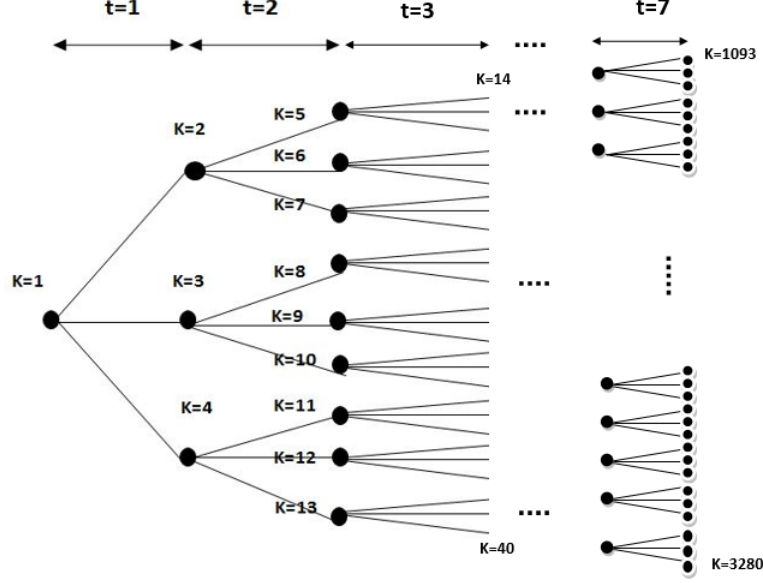 t=1 t=2 t=3 .... t=7
K=1093
K=14
K=5 ....
K=2
K=6
K=7
K=8
K=1 K=3 ....
K=9
K=10
K=4 K=11
K=12
K=13 ....
K=40
K=3280